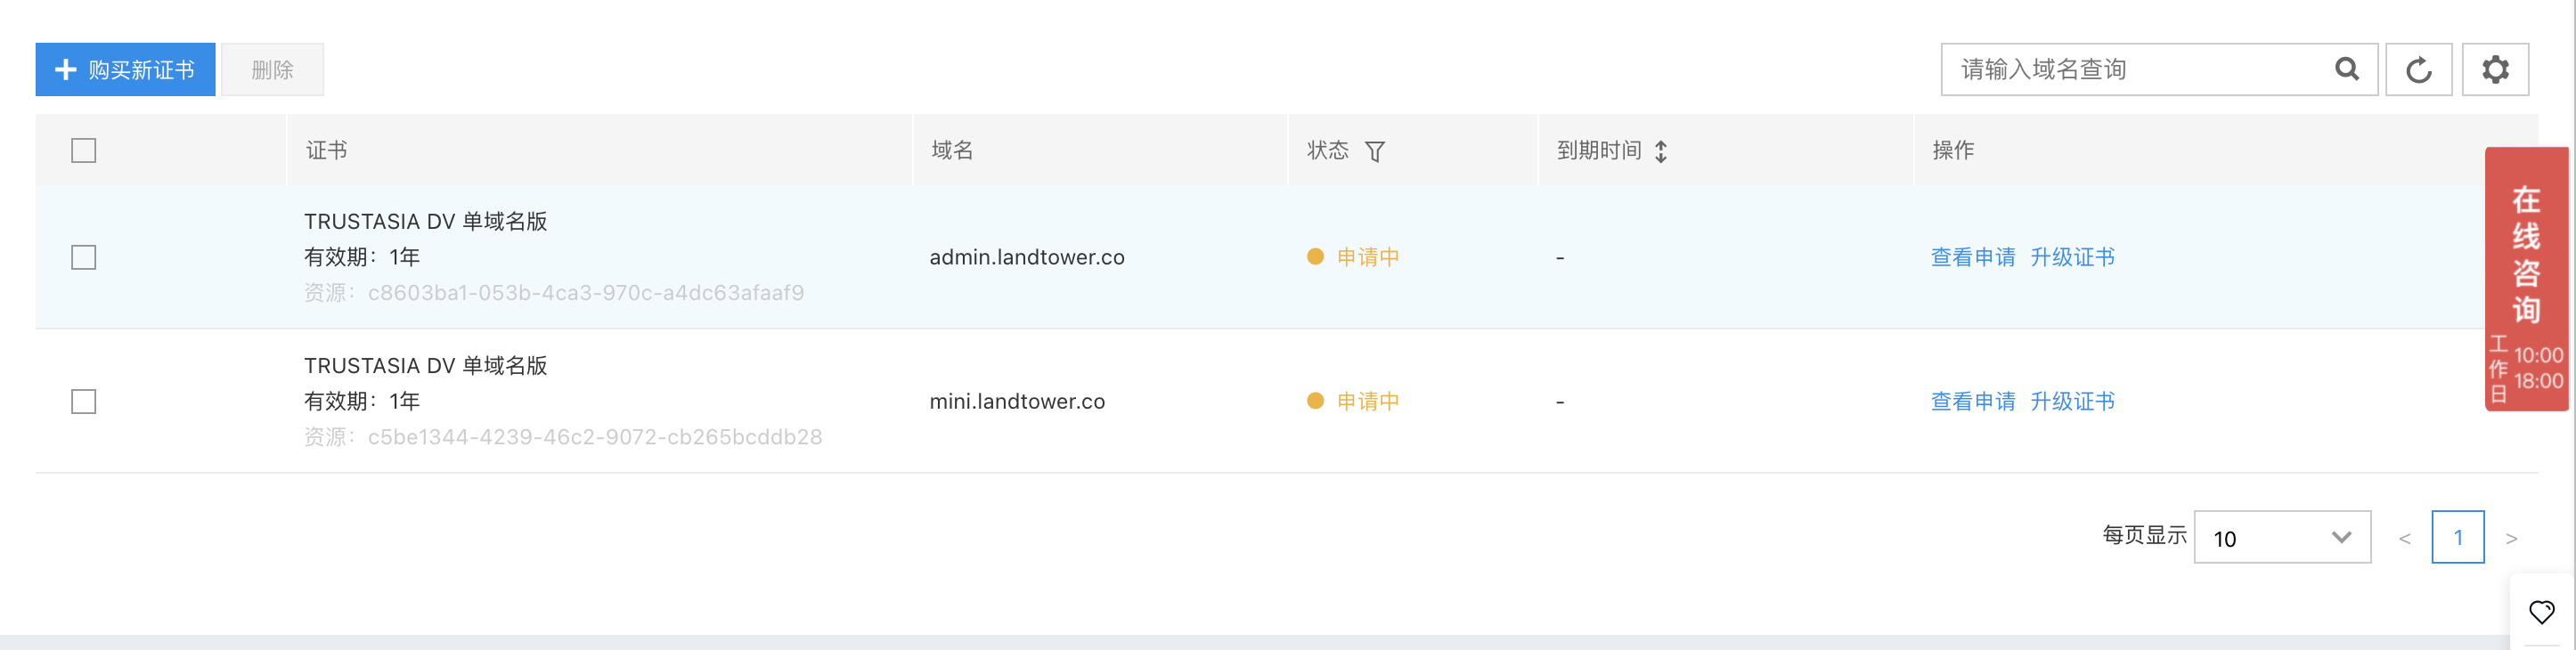 购买新证书
删除
请输入域名查询
证书
域名
状态
到期时间
操作
TRUSTASIA DV 单域名版
有效期：1年
资源：c8603ba1-053b-4ca3-970c-a4dc63afaaf9
admin.landtower.co
申请中
-
查看申请 升级证书
TRUSTASIA DV 单域名版
有效期：1年
资源：c5be1344-4239-46c2-9072-cb265bcddb28
mini.landtower.co
申请中
-
查看申请 升级证书
在线咨询
工作日
10:00
18:00
每页显示
10
<
1
>